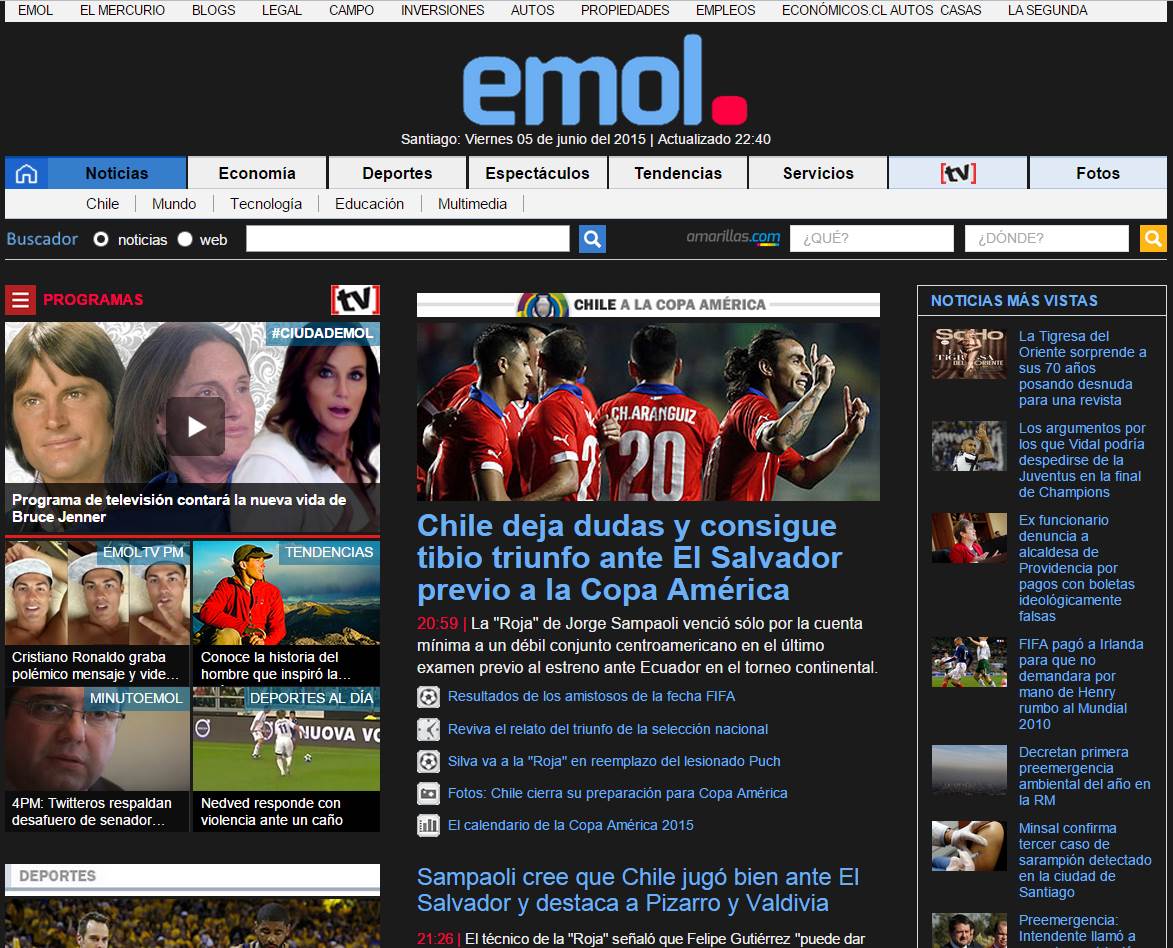 EMOL EL MERCURIO BLOGS LEGAL CAMPO INVERSIONES AUTOS PROPIEDADES EMPLEOS ECONÓMICOS.CL AUTOS CASAS LA SEGUNDA
emol.
Santiago: Viernes 05 de junio del 2015 | Actualizado 22:40
Noticias Economía Deportes Espectáculos Tendencias Servicios [tv] Fotos
Chile Mundo Tecnología Educación Multimedia
Buscador noticias web amarillas.com ¿QUÉ? ¿DÓNDE?
PROGRAMAS [tv]
#CIUDADEMOL
Programa de televisión contará la nueva vida de
Bruce Jenner
EMOLTV PM
Cristiano Ronaldo graba
polémico mensaje y vide...
TENDENCIAS
Conoce la historia del
hombre que inspiró la...
MINUTOEMOL
4PM: Twitteros respaldan
desafuero de senador...
DEPORTES AL DÍA
NUOVA VO
Nedved responde con
violencia ante un caño
DEPORTES
CHILE A LA COPA AMÉRICA
CH.ARANGUIZ
20
Chile deja dudas y consigue
tibio triunfo ante El Salvador
previo a la Copa América
20:59 | La "Roja" de Jorge Sampaoli venció sólo por la cuenta
mínima a un débil conjunto centroamericano en el último
examen previo al estreno ante Ecuador en el torneo continental.
Resultados de los amistosos de la fecha FIFA
Reviva el relato del triunfo de la selección nacional
Silva va a la "Roja" en reemplazo del lesionado Puch
Fotos: Chile cierra su preparación para Copa América
El calendario de la Copa América 2015
Sampaoli cree que Chile jugó bien ante El
Salvador y destaca a Pizarro y Valdivia
21:26 | El técnico de la "Roja" señaló que Felipe Gutiérrez "puede dar
NOTICIAS MÁS VISTAS
SoHo
TIGRESA
DEL ORIENTE
La Tigresa del
Oriente sorprende a
sus 70 años
posando desnuda
para una revista
Los argumentos por
los que Vidal podría
despedirse de la
Juventus en la final
de Champions
Ex funcionario
denuncia a
alcaldesa de
Providencia por
pagos con boletas
ideológicamente
falsas
FIFA pagó a Irlanda
para que no
demandara por
mano de Henry
rumbo al Mundial
2010
Decretan primera
preemergencia
ambiental del año en
la RM
Minsal confirma
tercer caso de
sarampión detectado
en la ciudad de
Santiago
Preemergencia:
Intendente llamó a